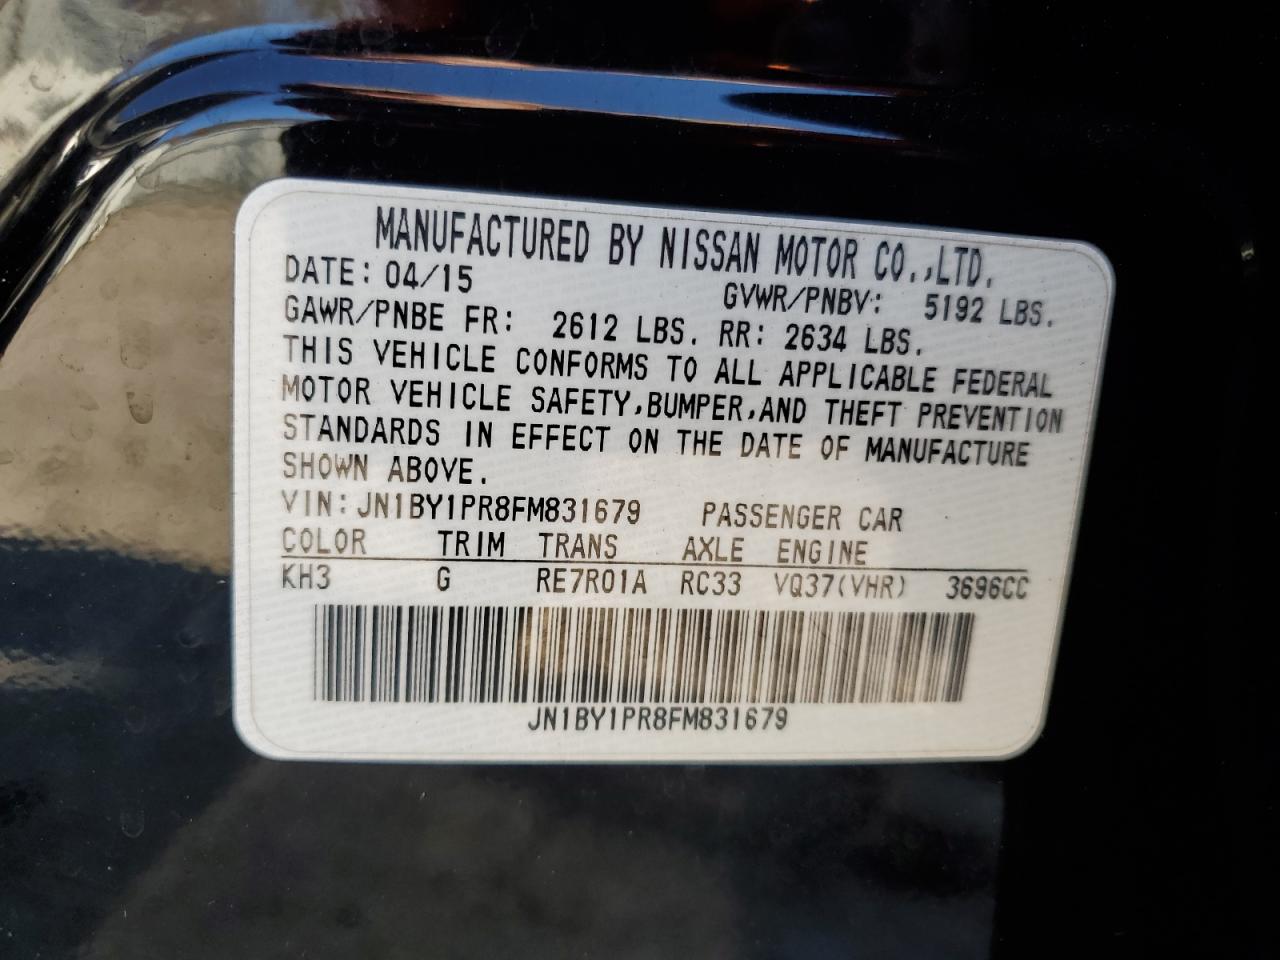 MANUFACTURED BY NISSAN MOTOR CO.,LTD.
DATE: 04/15 GVWR/PNBV: 5192 LBS.
GAWR/PNBE FR: 2612 LBS. RR: 2634 LBS.
THIS VEHICLE CONFORMS TO ALL APPLICABLE FEDERAL
MOTOR VEHICLE SAFETY,BUMPER,AND THEFT PREVENTION
STANDARDS IN EFFECT ON THE DATE OF MANUFACTURE
SHOWN ABOVE.
VIN:JN1BY1PR8FM831679 PASSENGER CAR
COLOR TRIM TRANS AXLE ENGINE
KH3 G RE7R01A RC33 VQ37(VHR) 3696CC
JN1BY1PR8FM831679